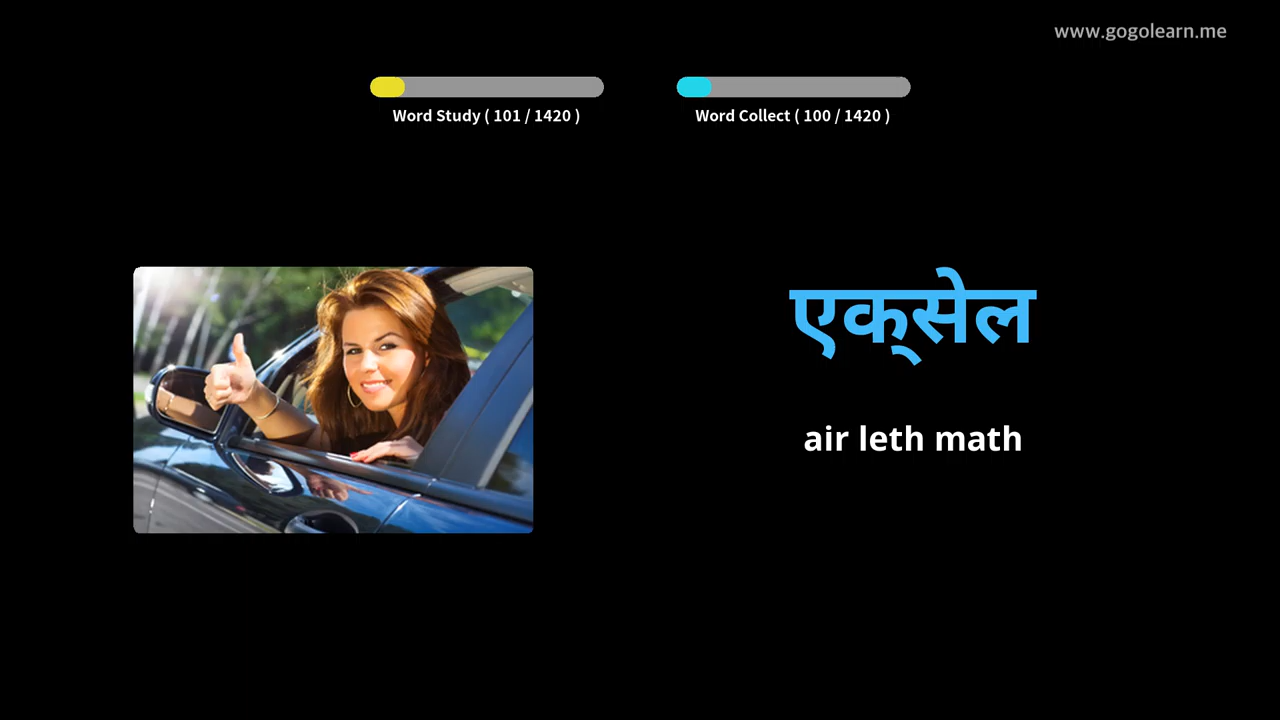 www.gogolearn.me
Word Study ( 101 / 1420 )
Word Collect ( 100 / 1420 )
एक्‌सेल
air leth math